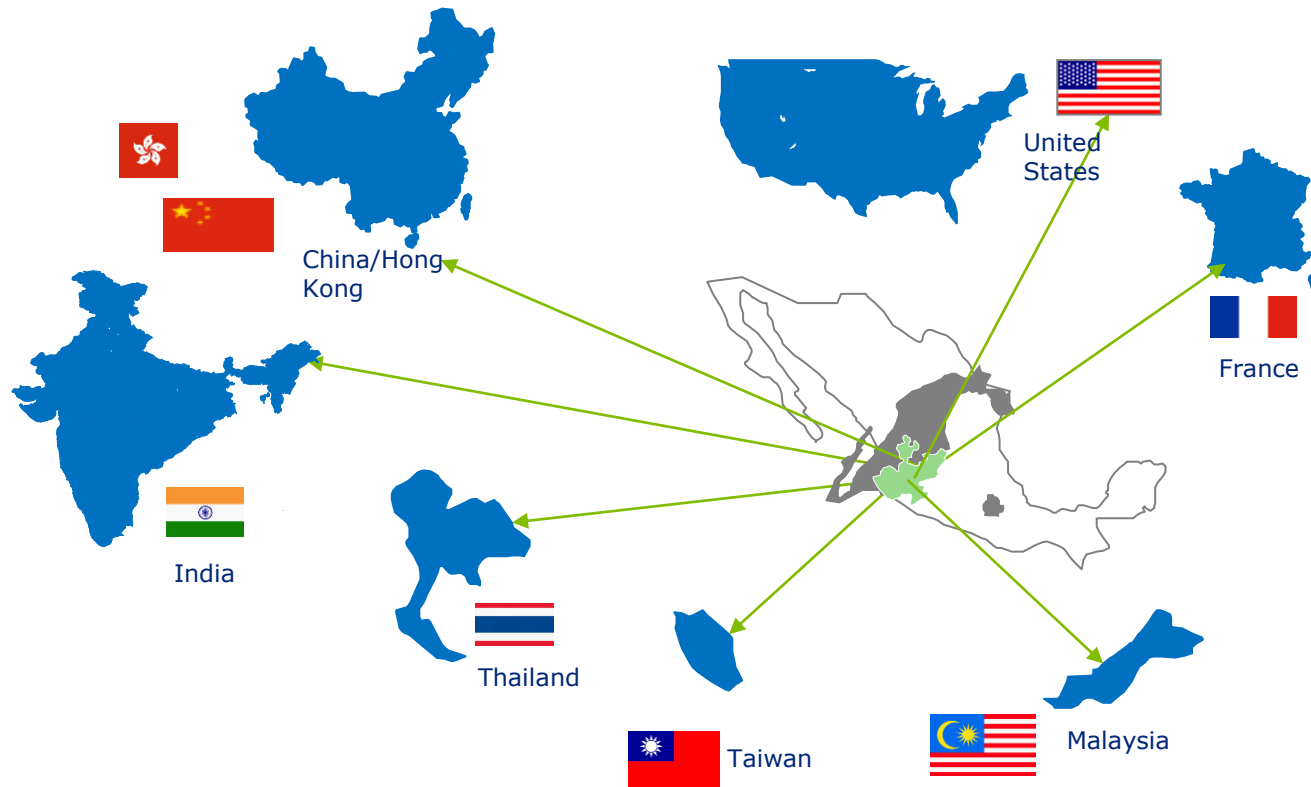 United
States
China/Hong
Kong
France
India
Thailand
Taiwan
Malaysia